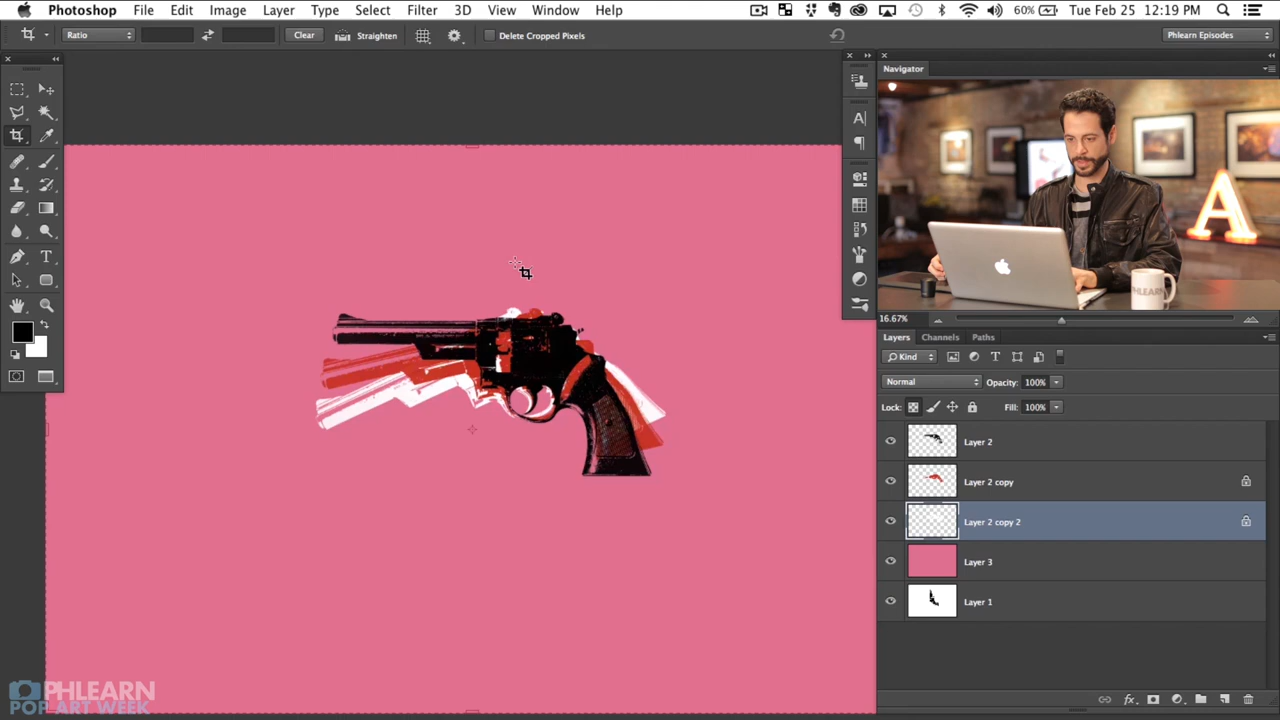 Photoshop File Edit Image Layer Type Select Filter 3D View Window Help 60% Tue Feb 25 12:19 PM
Ratio Clear Straighten Delete Cropped Pixels Phlearn Episodes
Navigator
A
PHLEARN
16.67%
Layers Channels Paths
Kind
Normal Opacity: 100%
Lock: Fill: 100%
Layer 2
Layer 2 copy
Layer 2 copy 2
Layer 3
Layer 1
fx
PHLEARN
POP ART WEEK